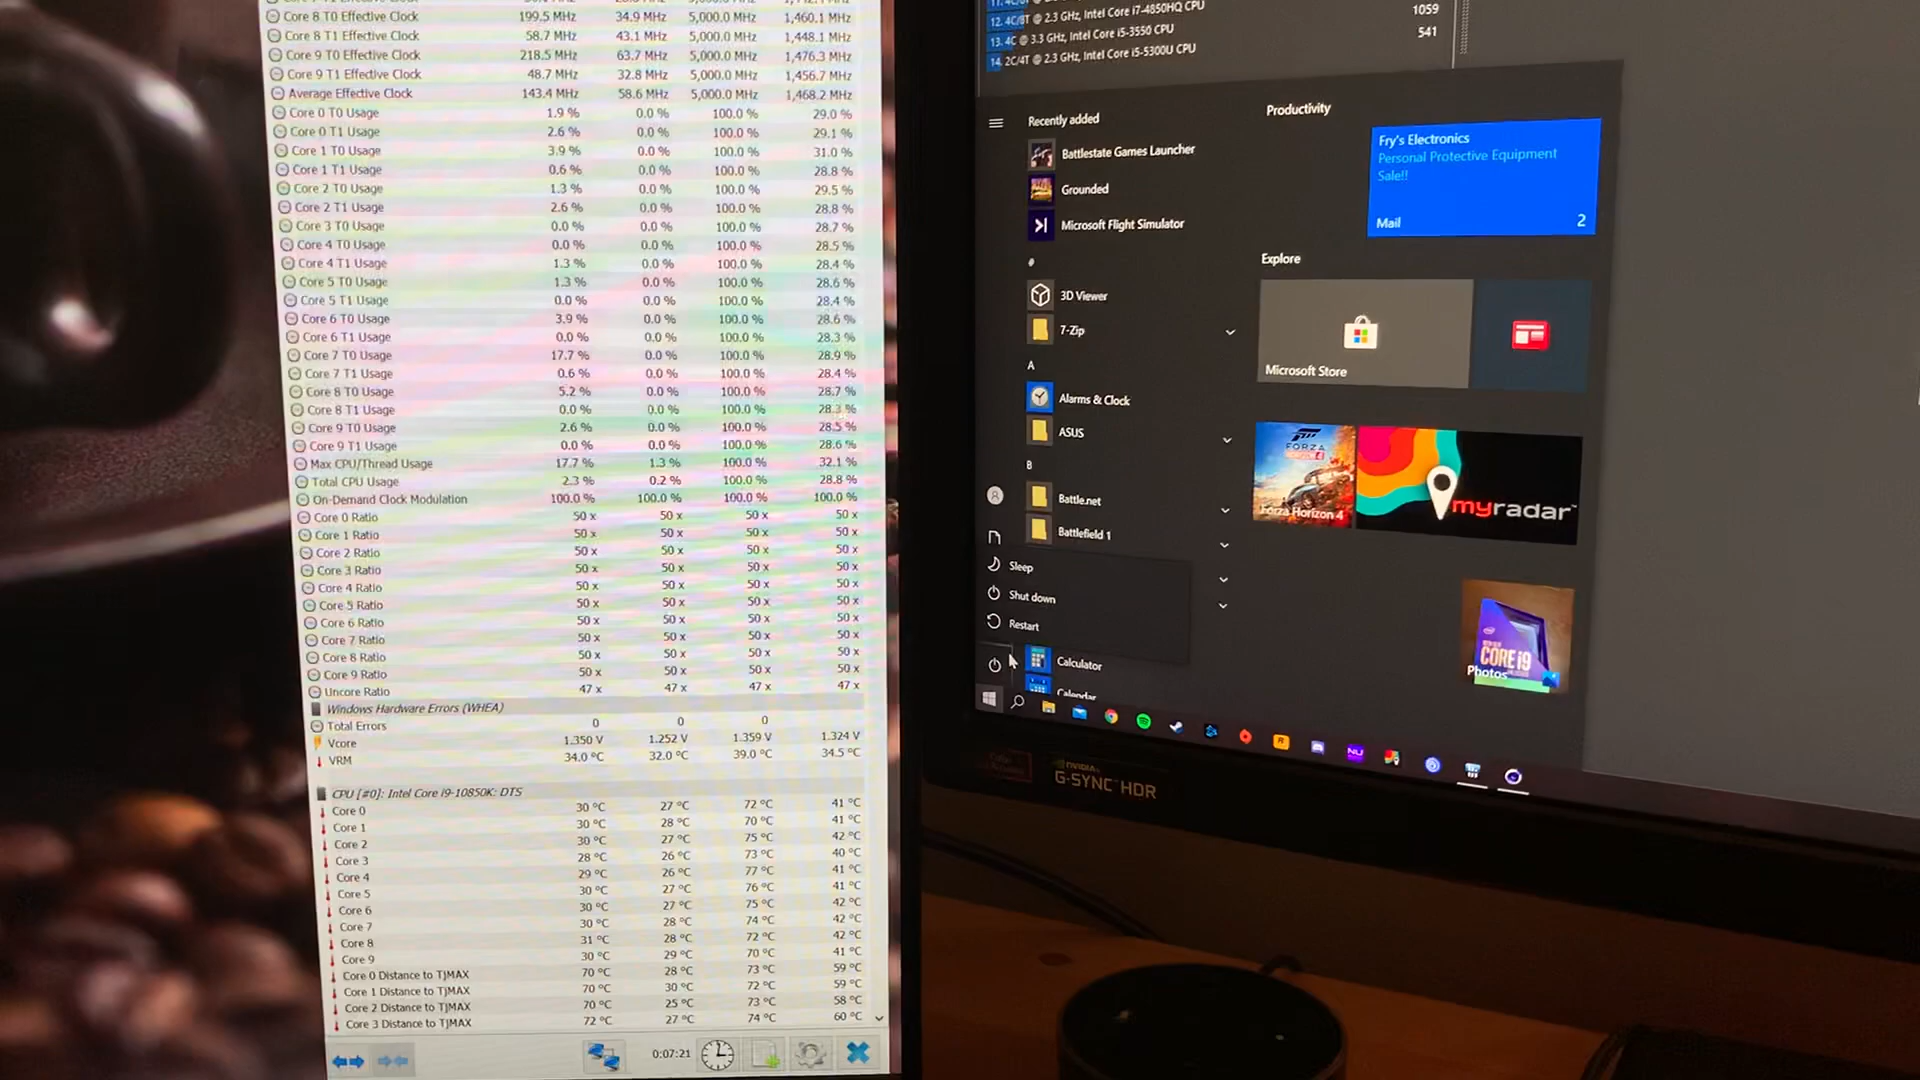 Core 8 T0 Effective Clock 199.5 MHz 34.9 MHz 5,000.0 MHz 1,460.1 MHz
Core 8 T1 Effective Clock 58.7 MHz 43.1 MHz 5,000.0 MHz 1,448.1 MHz
Core 9 T0 Effective Clock 218.5 MHz 63.7 MHz 5,000.0 MHz 1,476.3 MHz
Core 9 T1 Effective Clock 48.7 MHz 32.8 MHz 5,000.0 MHz 1,456.7 MHz
Average Effective Clock 143.4 MHz 58.6 MHz 5,000.0 MHz 1,468.2 MHz
Core 0 T0 Usage 1.9 % 0.0 % 100.0 % 29.0 %
Core 0 T1 Usage 2.6 % 0.0 % 100.0 % 29.1 %
Core 1 T0 Usage 3.9 % 0.0 % 100.0 % 31.0 %
Core 1 T1 Usage 0.6 % 0.0 % 100.0 % 28.8 %
Core 2 T0 Usage 1.3 % 0.0 % 100.0 % 29.5 %
Core 2 T1 Usage 2.6 % 0.0 % 100.0 % 28.8 %
Core 3 T0 Usage 0.0 % 0.0 % 100.0 % 28.7 %
Core 4 T0 Usage 0.0 % 0.0 % 100.0 % 28.5 %
Core 4 T1 Usage 1.3 % 0.0 % 100.0 % 28.4 %
Core 5 T0 Usage 1.3 % 0.0 % 100.0 % 28.6 %
Core 5 T1 Usage 0.0 % 0.0 % 100.0 % 28.4 %
Core 6 T0 Usage 3.9 % 0.0 % 100.0 % 28.6 %
Core 6 T1 Usage 0.0 % 0.0 % 100.0 % 28.3 %
Core 7 T0 Usage 17.7 % 0.0 % 100.0 % 28.9 %
Core 7 T1 Usage 0.6 % 0.0 % 100.0 % 28.4 %
Core 8 T0 Usage 5.2 % 0.0 % 100.0 % 28.7 %
Core 8 T1 Usage 0.0 % 0.0 % 100.0 % 28.3 %
Core 9 T0 Usage 2.6 % 0.0 % 100.0 % 28.5 %
Core 9 T1 Usage 0.0 % 0.0 % 100.0 % 28.6 %
Max CPU/Thread Usage 17.7 % 1.3 % 100.0 % 32.1 %
Total CPU Usage 2.3 % 0.2 % 100.0 % 28.8 %
On-Demand Clock Modulation 100.0 % 100.0 % 100.0 % 100.0 %
Core 0 Ratio 50 x 50 x 50 x 50 x
Core 1 Ratio 50 x 50 x 50 x 50 x
Core 2 Ratio 50 x 50 x 50 x 50 x
Core 3 Ratio 50 x 50 x 50 x 50 x
Core 4 Ratio 50 x 50 x 50 x 50 x
Core 5 Ratio 50 x 50 x 50 x 50 x
Core 6 Ratio 50 x 50 x 50 x 50 x
Core 7 Ratio 50 x 50 x 50 x 50 x
Core 8 Ratio 50 x 50 x 50 x 50 x
Core 9 Ratio 50 x 50 x 50 x 50 x
Uncore Ratio 47 x 47 x 47 x 47 x
Windows Hardware Errors (WHEA)
Total Errors 0 0 0
Vcore 1.350 V 1.252 V 1.359 V 1.324 V
VRM 34.0 °C 32.0 °C 39.0 °C 34.5 °C
CPU [#0]: Intel Core i9-10850K: DTS
Core 0 30 °C 27 °C 72 °C 41 °C
Core 1 30 °C 28 °C 70 °C 41 °C
Core 2 30 °C 27 °C 75 °C 42 °C
Core 3 28 °C 26 °C 73 °C 40 °C
Core 4 29 °C 26 °C 77 °C 41 °C
Core 5 30 °C 27 °C 76 °C 41 °C
Core 6 30 °C 27 °C 75 °C 42 °C
Core 7 30 °C 28 °C 74 °C 42 °C
Core 8 31 °C 28 °C 72 °C 42 °C
Core 9 30 °C 29 °C 70 °C 41 °C
Core 0 Distance to TjMAX 70 °C 28 °C 73 °C 59 °C
Core 1 Distance to TjMAX 70 °C 30 °C 72 °C 59 °C
Core 2 Distance to TjMAX 70 °C 25 °C 73 °C 58 °C
Core 3 Distance to TjMAX 72 °C 27 °C 74 °C 60 °C
0:07:21
12. 4C/8T @ 2.3 GHz, Intel Core i7-4850HQ CPU 1059
13. 4C @ 3.3 GHz, Intel Core i5-3550 CPU 541
14. 2C/4T @ 2.3 GHz, Intel Core i5-5300U CPU
Recently added
Battlestate Games Launcher
Grounded
Microsoft Flight Simulator
#
3D Viewer
7-Zip
A
Alarms & Clock
ASUS
B
Battle.net
Battlefield 1
Sleep
Shut down
Restart
Calculator
Calendar
Productivity
Fry's Electronics
Personal Protective Equipment
Sale!!
Mail 2
Explore
Microsoft Store
FORZA
Forza Horizon 4
myradar
intel
CORE i9
Photos
NU
NVIDIA
G-SYNC HDR